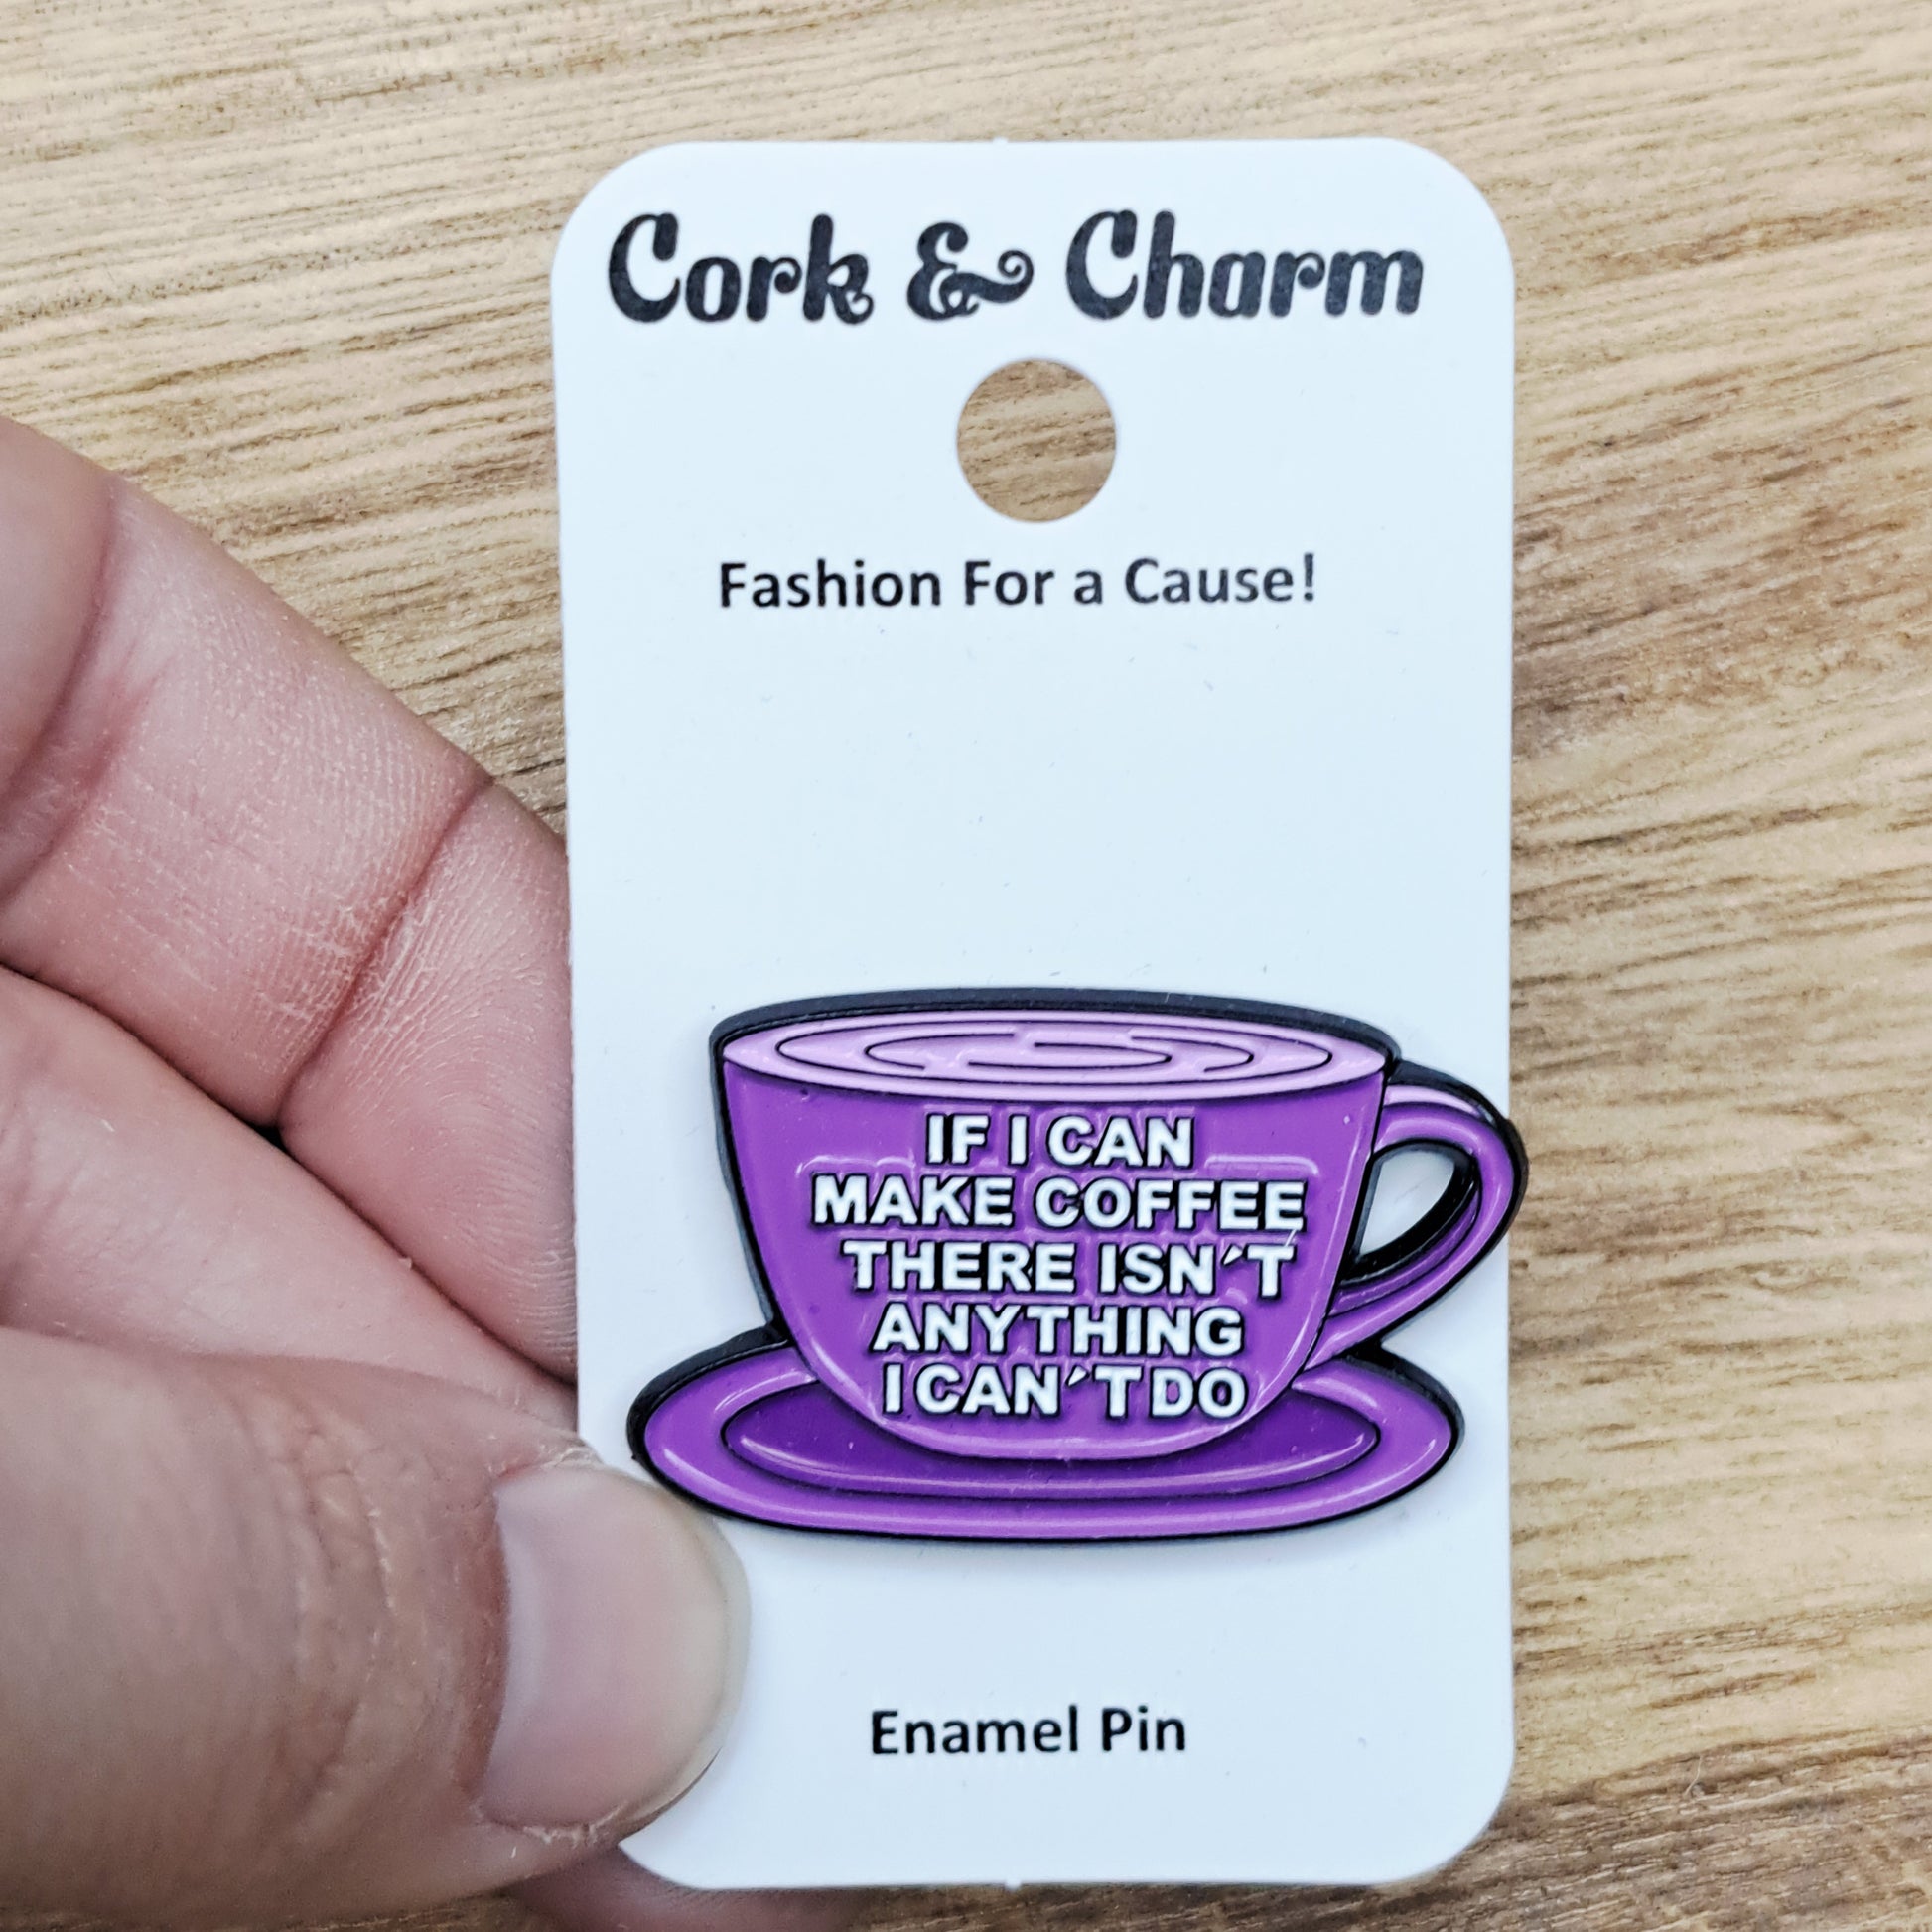 Cork & Charm
Fashion For a Cause!
IF I CAN
MAKE COFFEE
THERE ISN´T
ANYTHING
I CAN´T DO
Enamel Pin